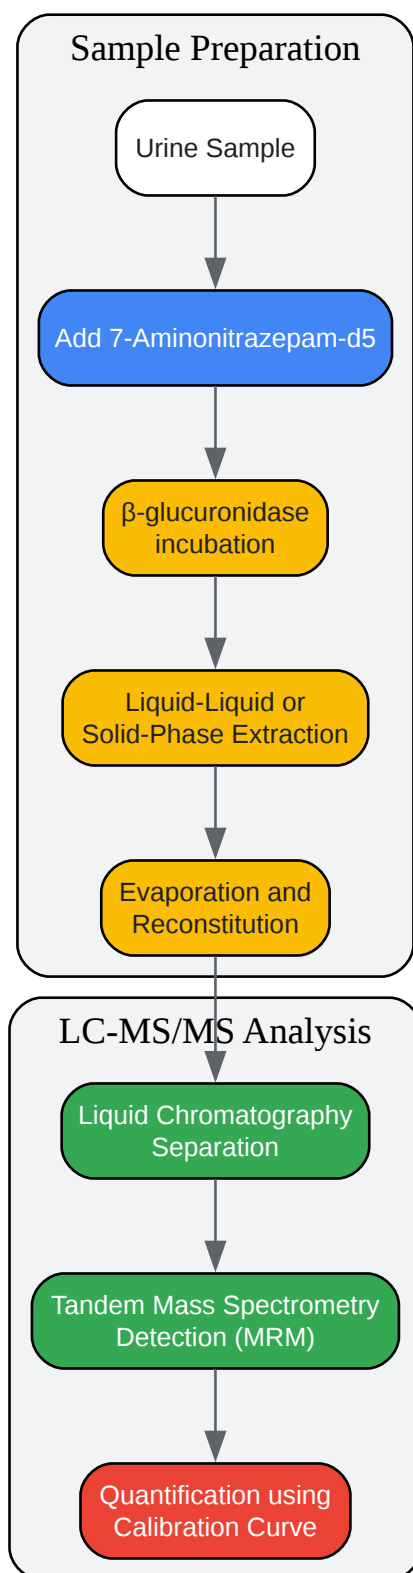 Sample Preparation
Urine Sample
Add 7-Aminonitrazepam-d5
β-glucuronidase
incubation
Liquid-Liquid or
Solid-Phase Extraction
Evaporation and
Reconstitution
LC-MS/MS Analysis
Liquid Chromatography
Separation
Tandem Mass Spectrometry
Detection (MRM)
Quantification using
Calibration Curve